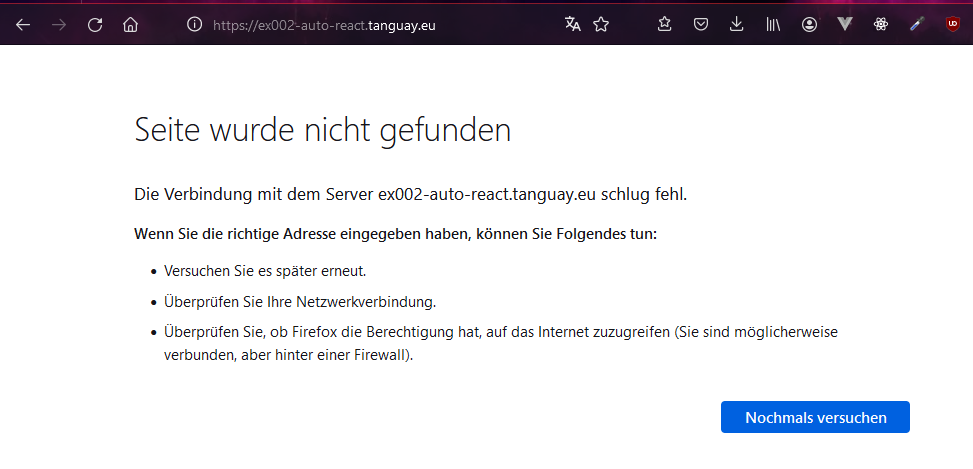 https://ex002-auto-react.tanguay.eu
Seite wurde nicht gefunden
Die Verbindung mit dem Server ex002-auto-react.tanguay.eu schlug fehl.
Wenn Sie die richtige Adresse eingegeben haben, können Sie Folgendes tun:
• Versuchen Sie es später erneut.
• Überprüfen Sie Ihre Netzwerkverbindung.
• Überprüfen Sie, ob Firefox die Berechtigung hat, auf das Internet zuzugreifen (Sie sind möglicherweise
verbunden, aber hinter einer Firewall).
Nochmals versuchen